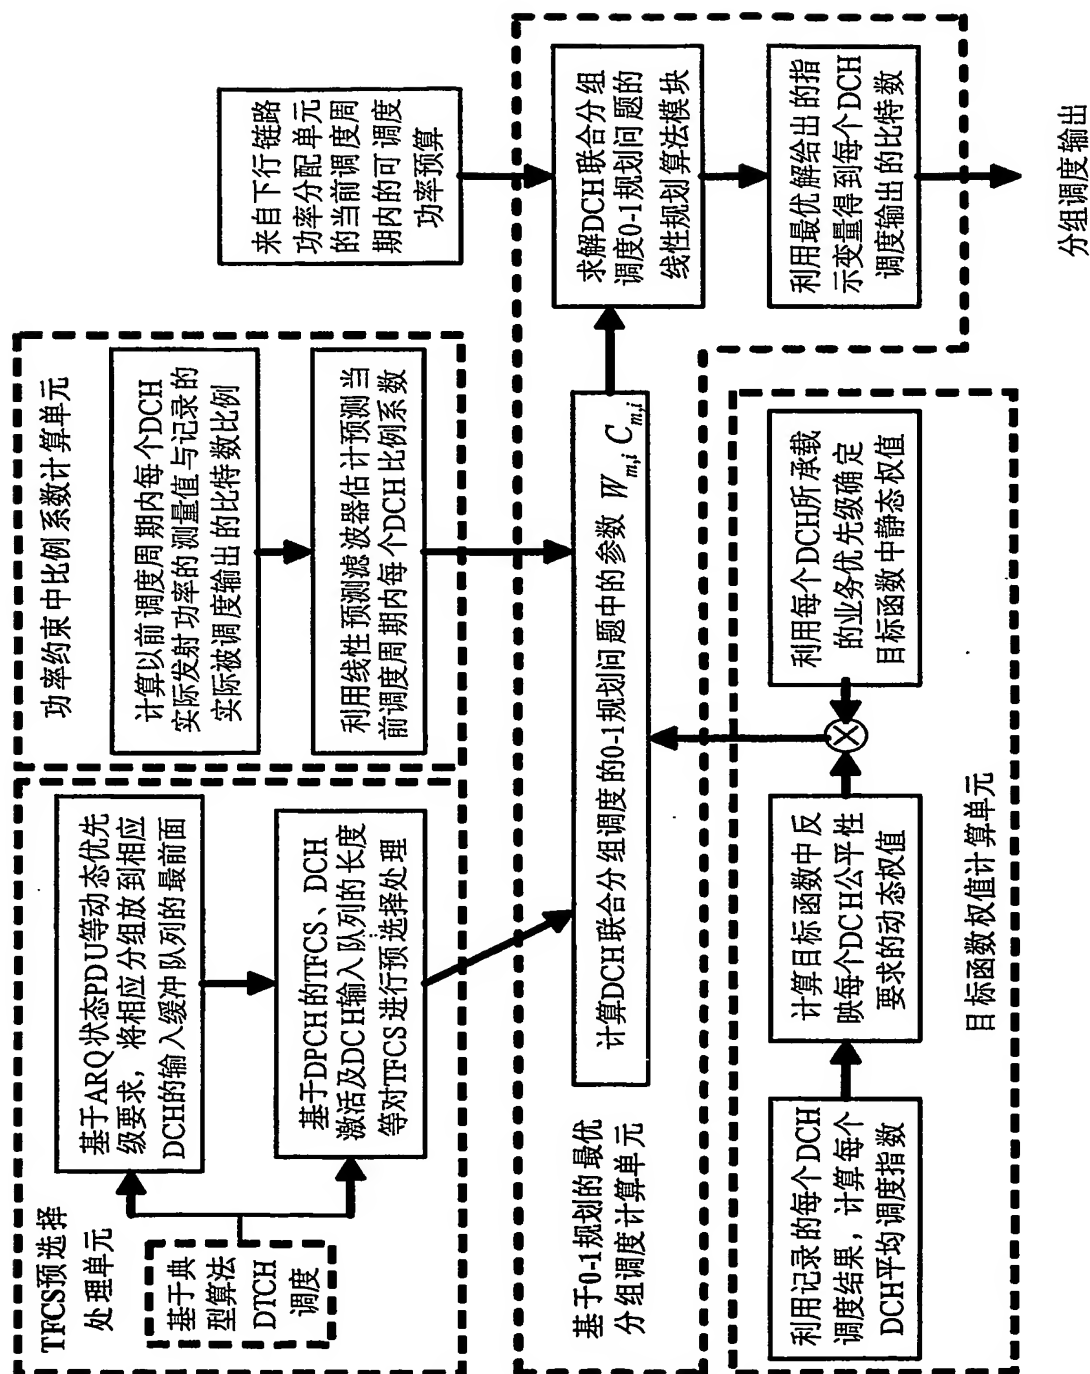 TFCS预选择
处理单元
基于典
型算法
DTCH
调度
基于ARQ状态PDU等动态优先
级要求，将相应分组放到相应
DCH的输入缓冲队列的最前面
基于DPCH的TFCS、DCH
激活及DCH输入队列的长度
等对TFCS进行预选择处理
功率约束中比例系数计算单元
计算以前调度周期内每个DCH
实际发射功率的测量值与记录的
实际被调度输出的比特数比例
利用线性预测滤波器估计预测当
前调度周期内每个DCH比例系数
来自下行链路
功率分配单元
的当前调度周
期内的可调度
功率预算
基于0-1规划的最优
分组调度计算单元
计算DCH联合分组调度的0-1规划问题中的参数 W_{m,i} C_{m,i}
求解DCH联合分组
调度0-1规划问题的
线性规划算法模块
利用最优解给出的指
示变量得到每个DCH
调度输出的比特数
利用记录的每个DCH
调度结果，计算每个
DCH平均调度指数
计算目标函数中反
映每个DCH公平性
要求的动态权值
利用每个DCH所承载
的业务优先级确定
目标函数中静态权值
目标函数权值计算单元
分组调度输出